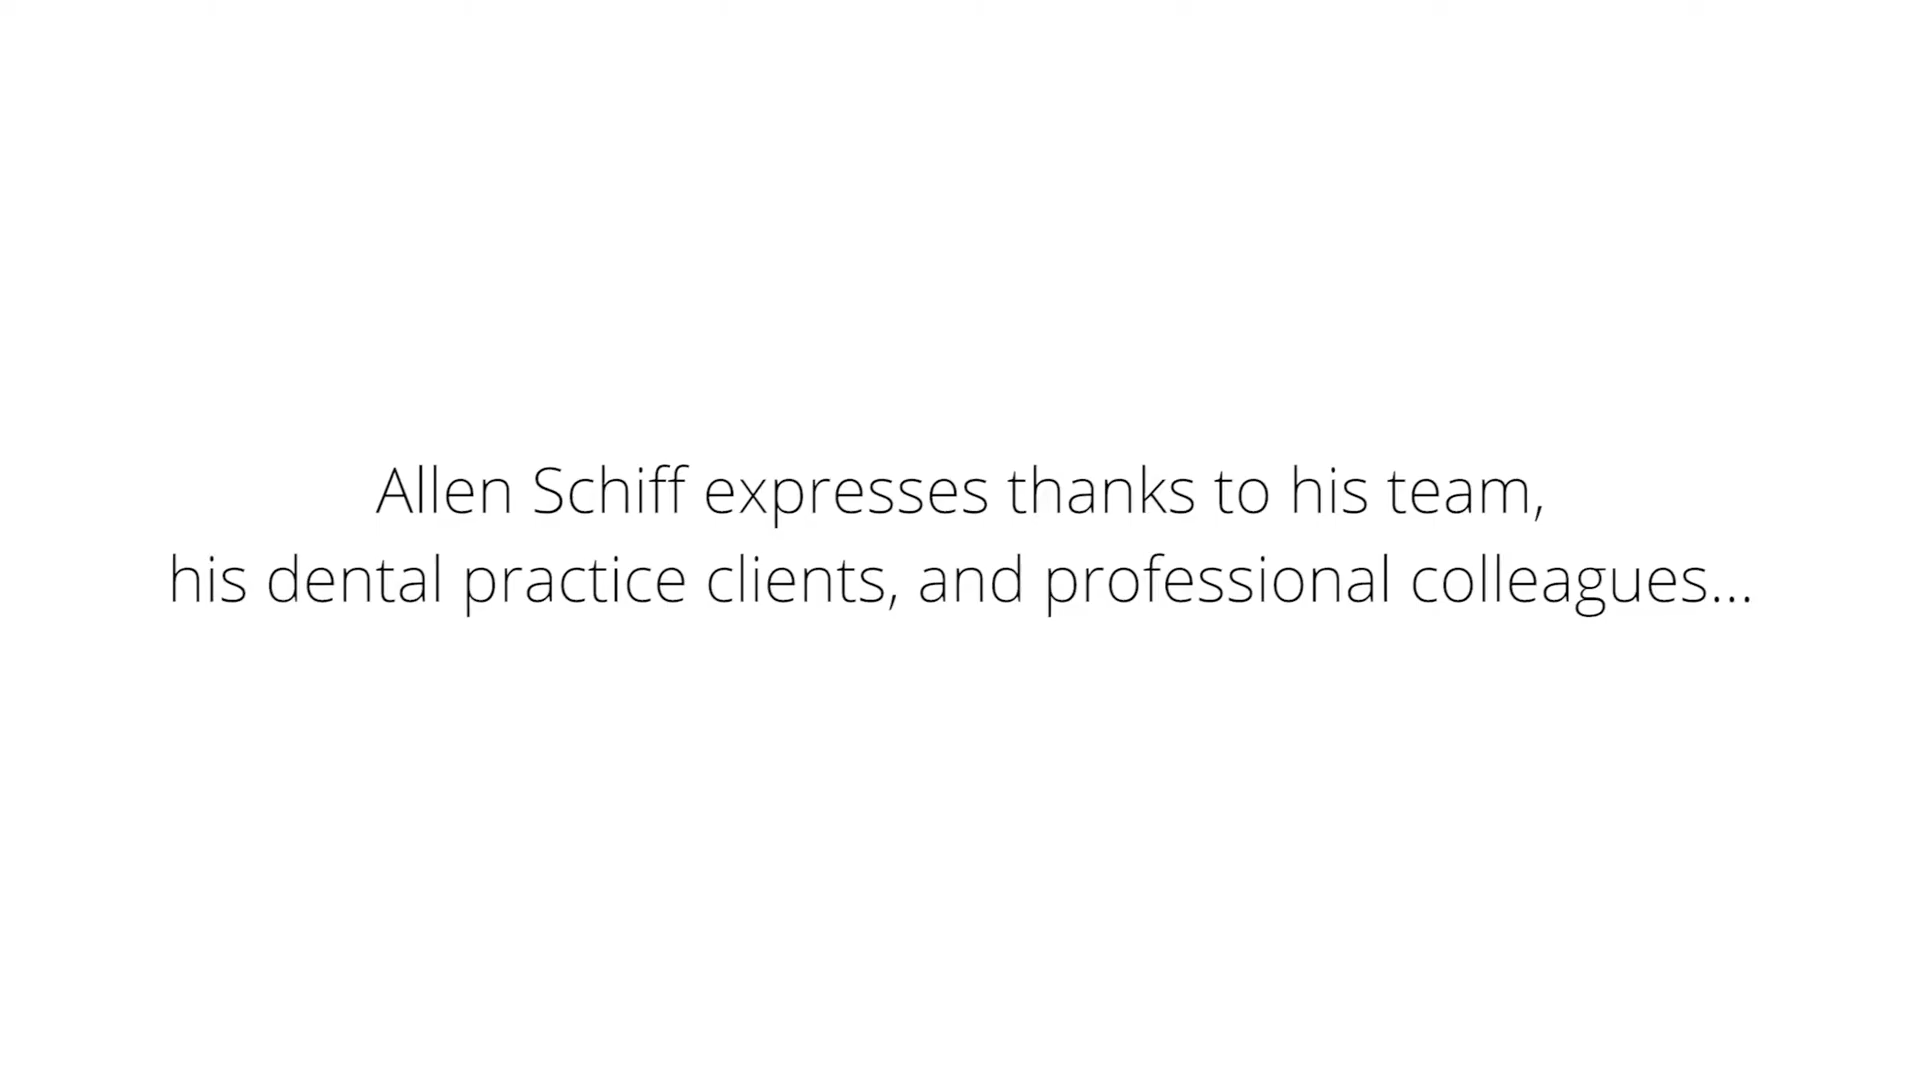 Allen Schiff expresses thanks to his team,
his dental practice clients, and professional colleagues...